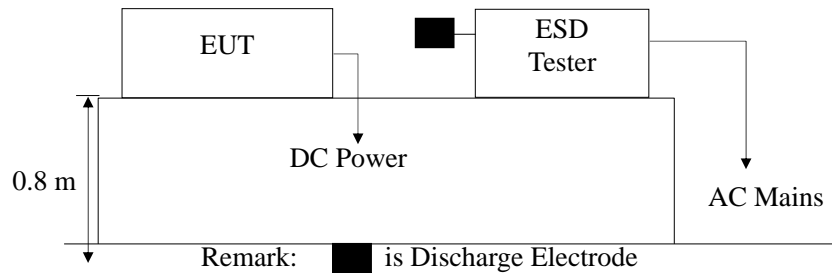 EUT
ESD
Tester
DC Power
0.8 m
AC Mains
Remark: is Discharge Electrode